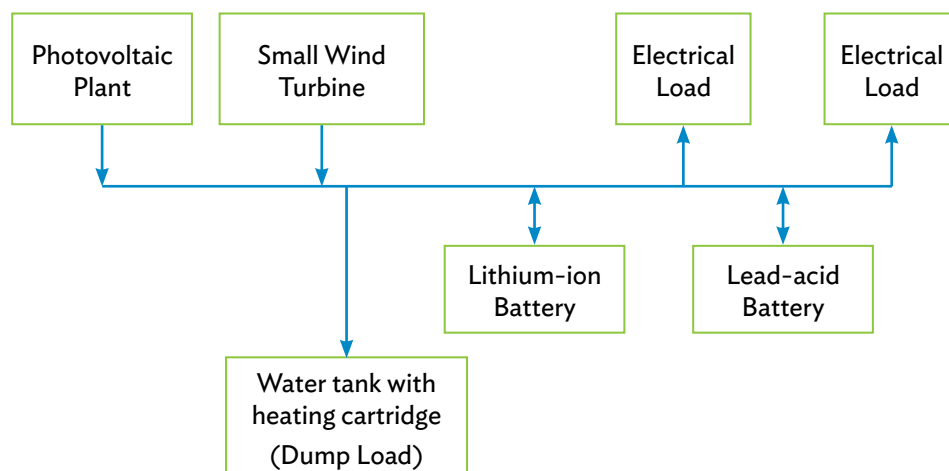 Photovoltaic
Plant
Small Wind
Turbine
Electrical
Load
Electrical
Load
Lithium-ion
Battery
Lead-acid
Battery
Water tank with
heating cartridge
(Dump Load)